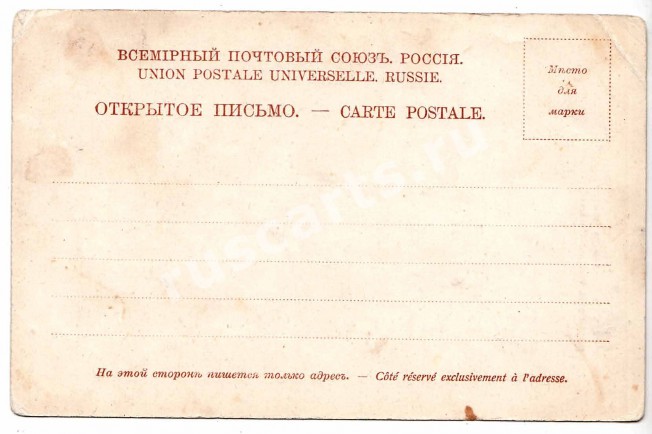 ВСЕМІРНЫЙ ПОЧТОВЫЙ СОЮЗЪ. РОССІЯ.
UNION POSTALE UNIVERSELLE. RUSSIE.
ОТКРЫТОЕ ПИСЬМО. — CARTE POSTALE.
Мѣсто
для
марки
ruscarts.ru
На этой сторонѣ пишется только адресъ. — Côté réservé exclusivement à l'adresse.